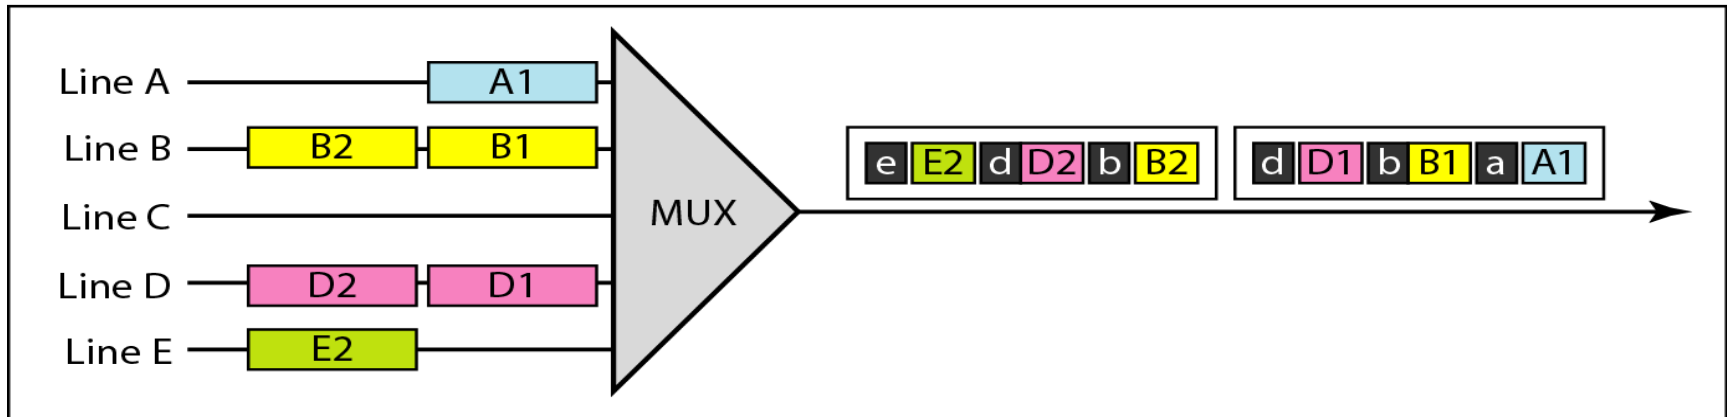 Line A A1
Line B B2 B1
e E2 d D2 b B2 d D1 b B1 a A1
Line C MUX
Line D D2 D1
Line E E2